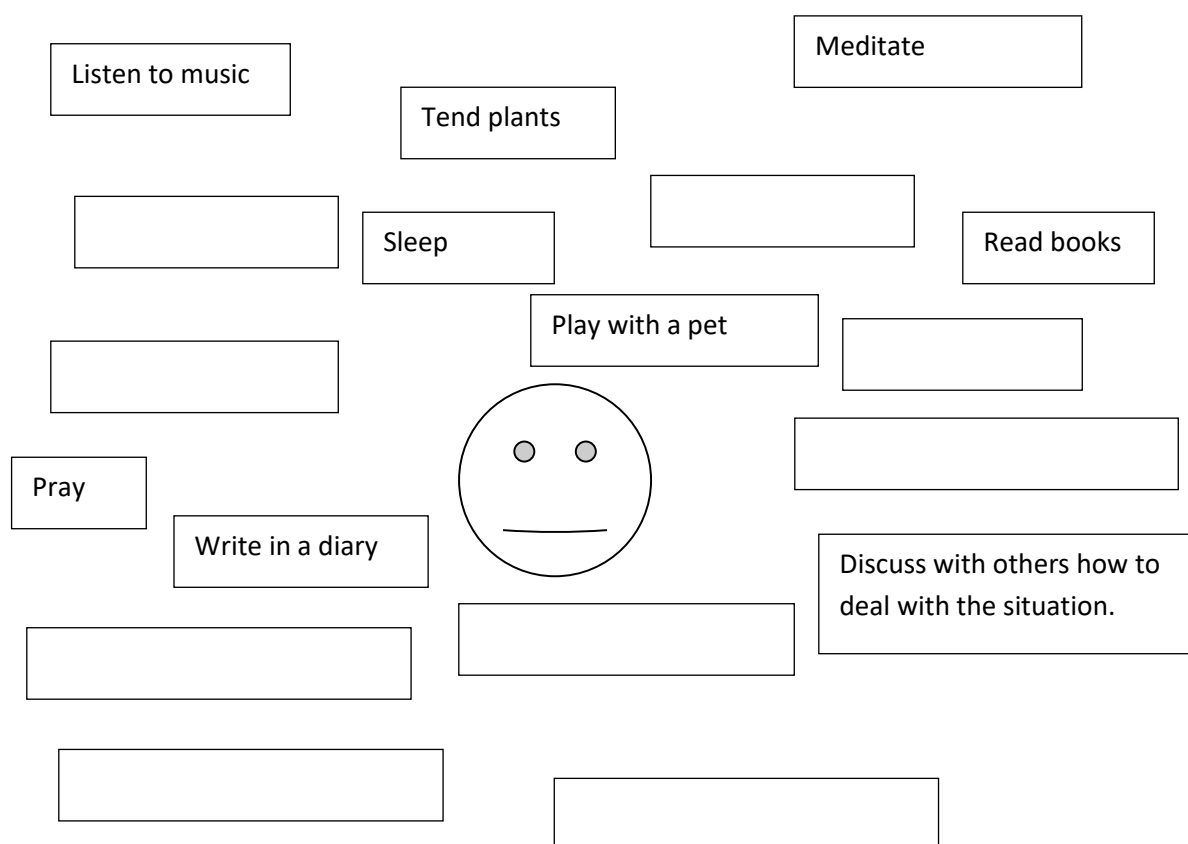 Meditate
Listen to music
Tend plants
Sleep
Read books
Play with a pet
Pray
Write in a diary
Discuss with others how to
deal with the situation.